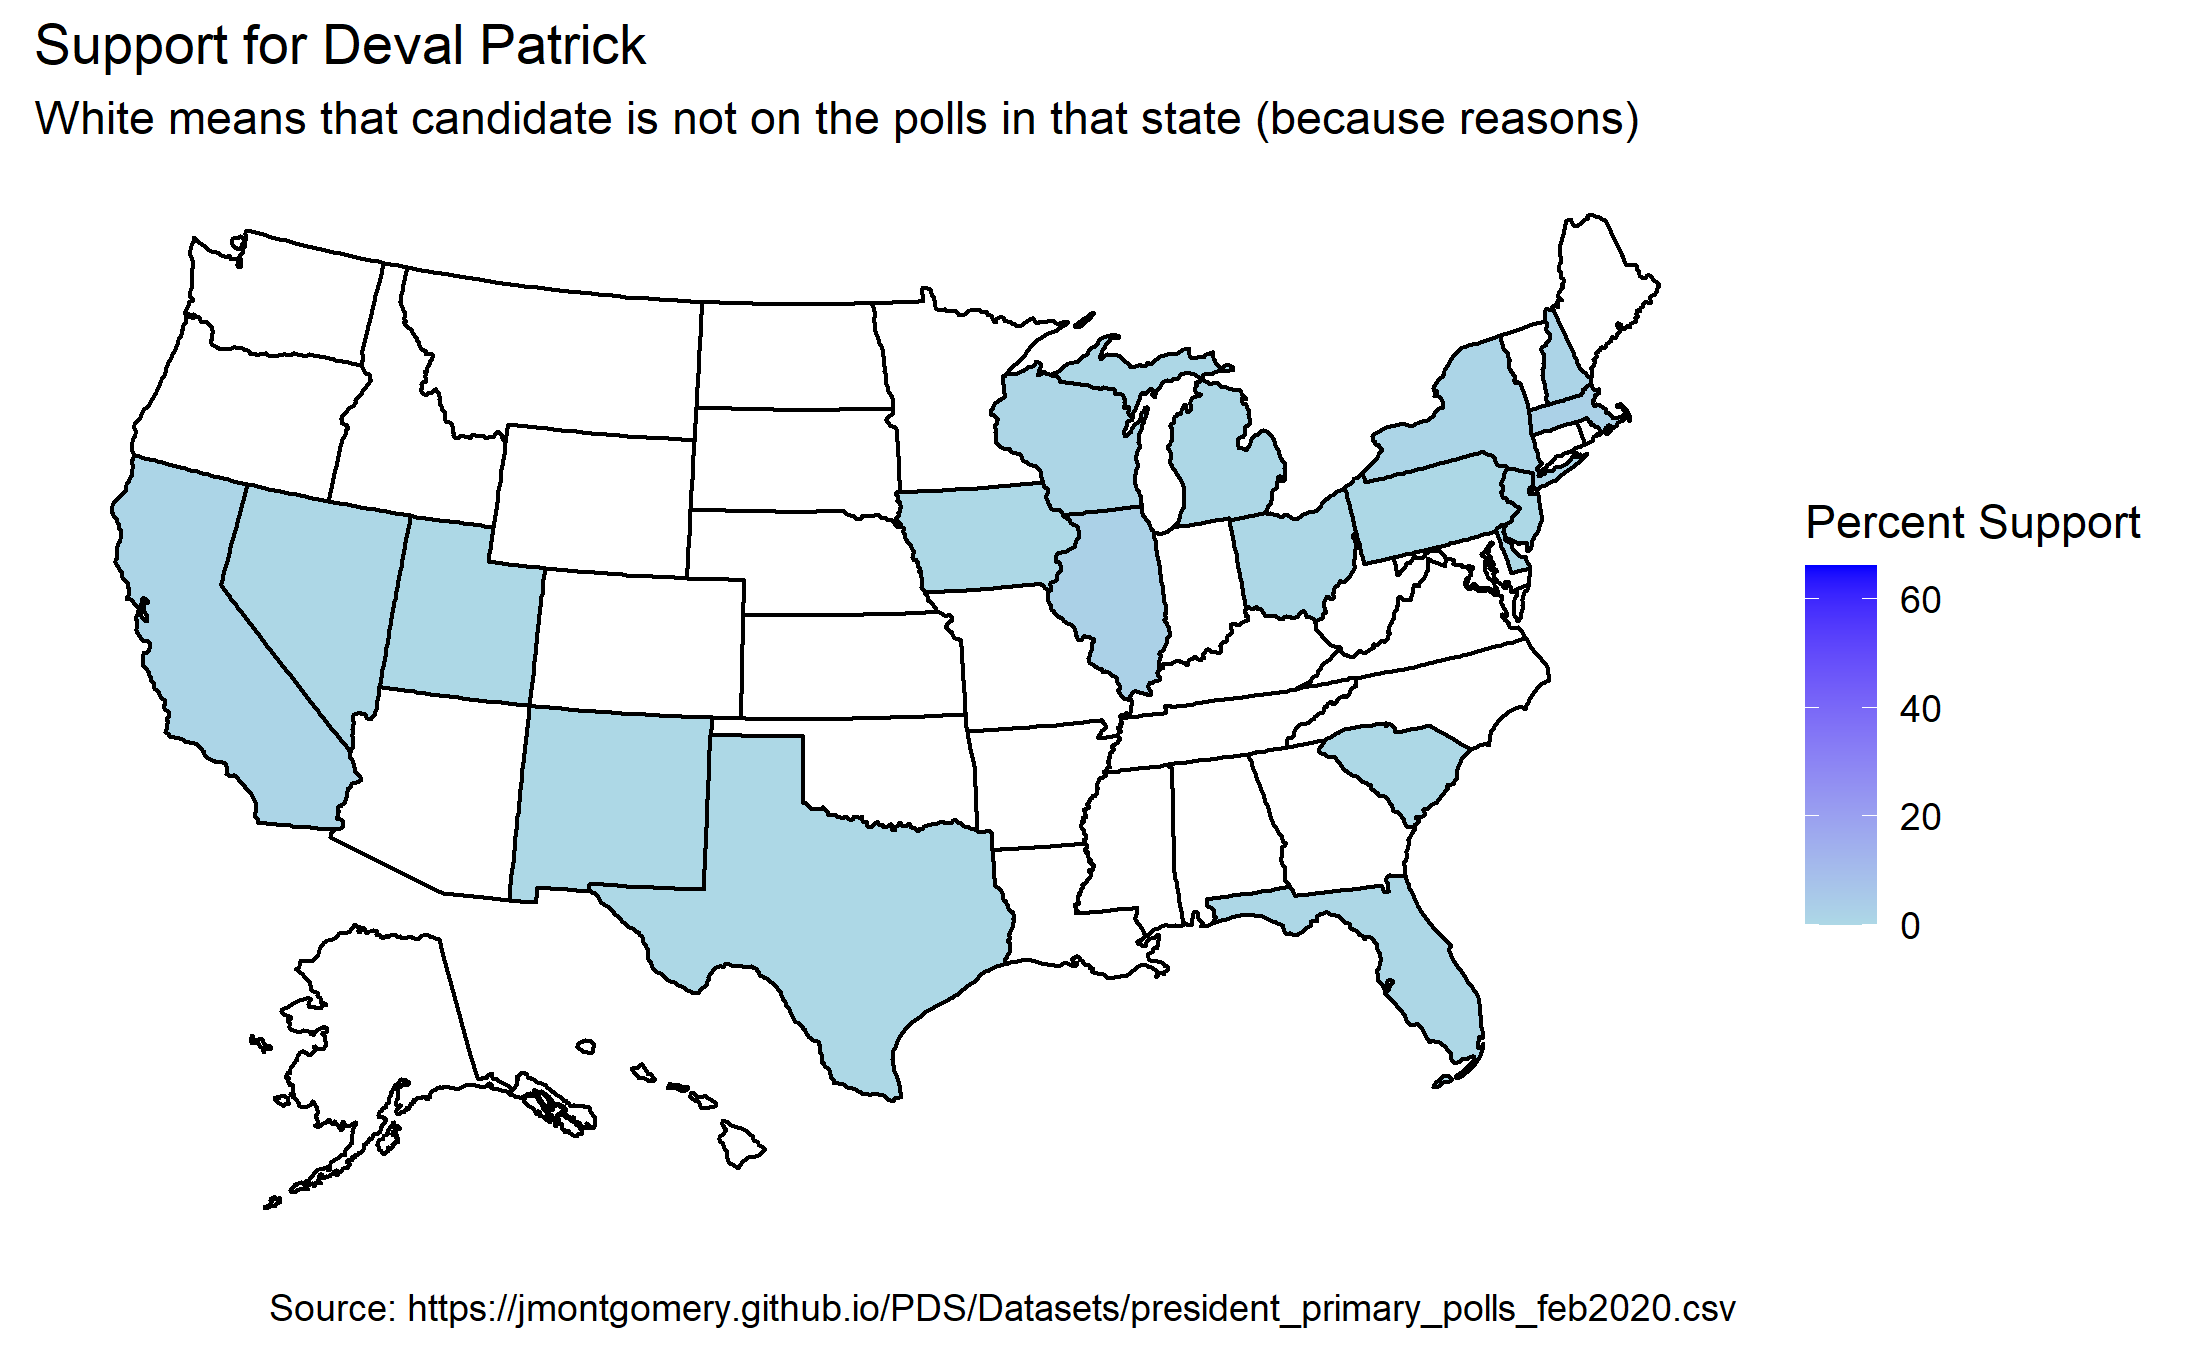 Support for Deval Patrick
White means that candidate is not on the polls in that state (because reasons)
Percent Support
60
40
20
0
Source: https://jmontgomery.github.io/PDS/Datasets/president_primary_polls_feb2020.csv